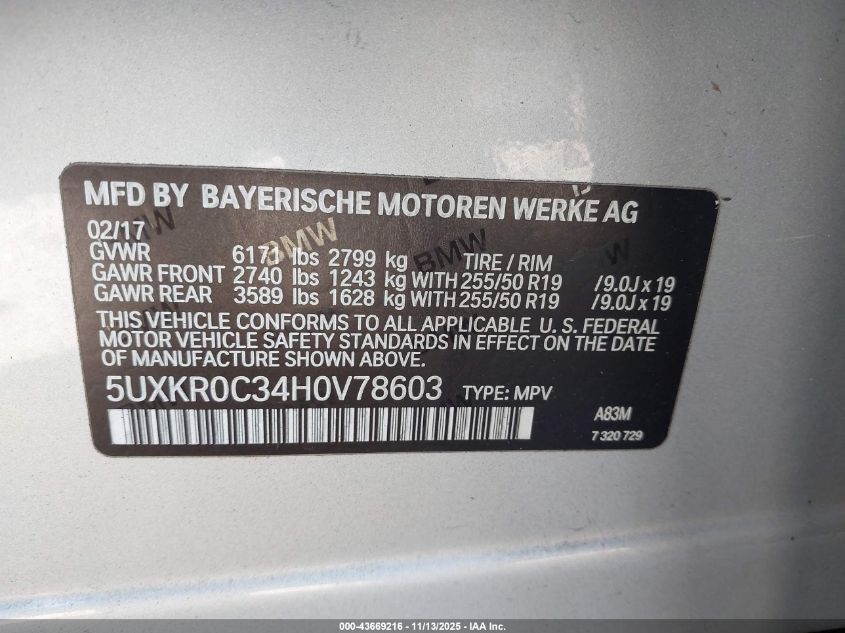 MFD BY BAYERISCHE MOTOREN WERKE AG
02/17
GVWR 6171 lbs 2799 kg TIRE / RIM
GAWR FRONT 2740 lbs 1243 kg WITH 255/50 R19 /9.0J x 19
GAWR REAR 3589 lbs 1628 kg WITH 255/50 R19 /9.0J x 19
THIS VEHICLE CONFORMS TO ALL APPLICABLE U. S. FEDERAL
MOTOR VEHICLE SAFETY STANDARDS IN EFFECT ON THE DATE
OF MANUFACTURE SHOWN ABOVE.
5UXKR0C34H0V78603 TYPE: MPV
A83M
7 320 729
BMW
BMW
000-43669216 - 11/13/2025 - IAA Inc.